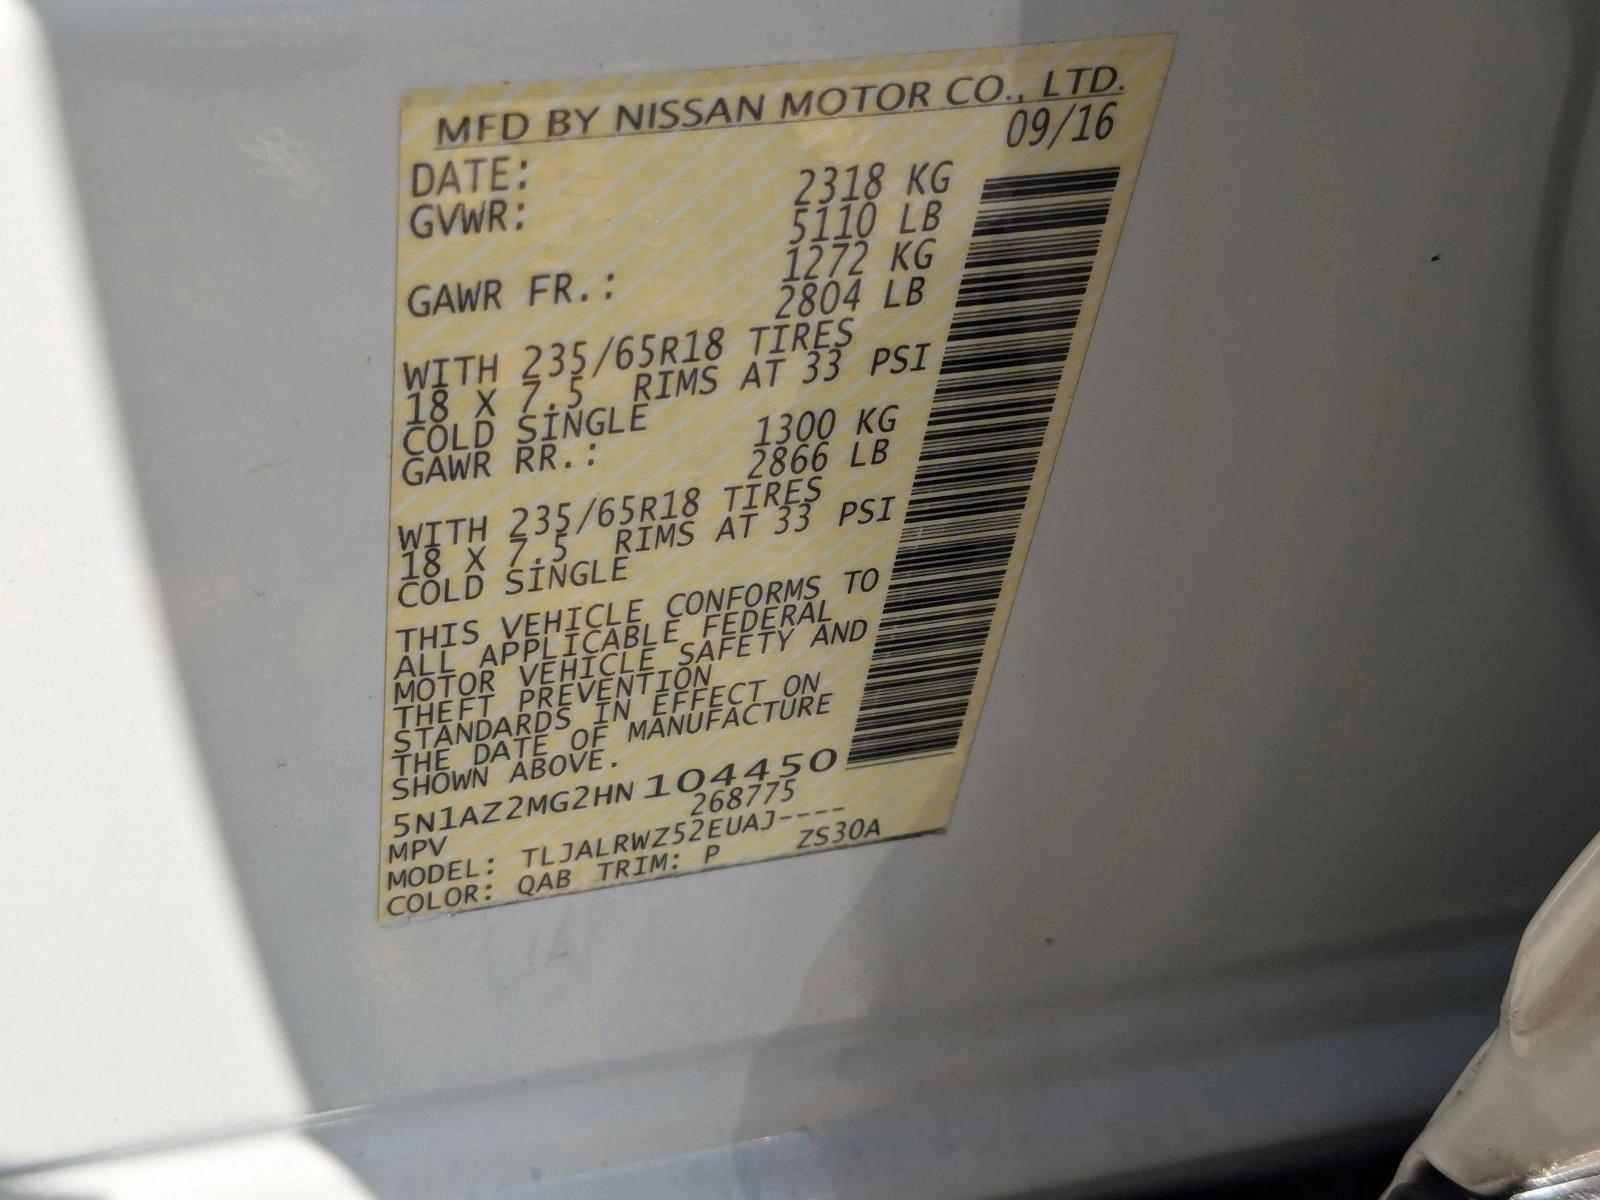 MFD BY NISSAN MOTOR CO., LTD.
DATE: 09/16
GVWR: 2318 KG
5110 LB
GAWR FR.: 1272 KG
2804 LB
WITH 235/65R18 TIRES
18 X 7.5 RIMS AT 33 PSI
COLD SINGLE
GAWR RR.: 1300 KG
2866 LB
WITH 235/65R18 TIRES
18 X 7.5 RIMS AT 33 PSI
COLD SINGLE
THIS VEHICLE CONFORMS TO
ALL APPLICABLE FEDERAL
MOTOR VEHICLE SAFETY AND
THEFT PREVENTION
STANDARDS IN EFFECT ON
THE DATE OF MANUFACTURE
SHOWN ABOVE.
5N1AZ2MG2HN104450
MPV 268775
MODEL: TLJALRWZ52EUAJ----
COLOR: QAB TRIM: P ZS30A